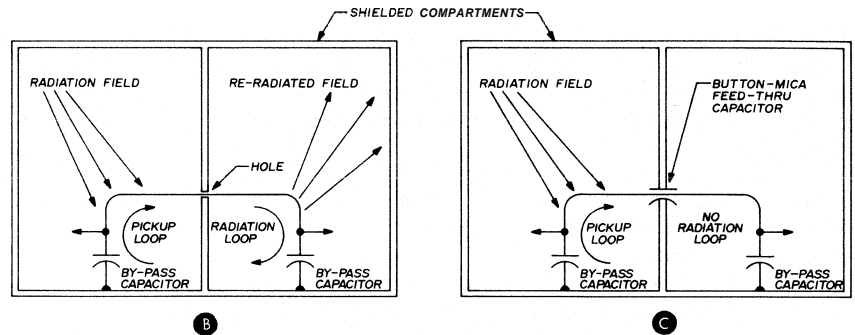 SHIELDED COMPARTMENTS
RADIATION FIELD
RE-RADIATED FIELD
HOLE
PICKUP
LOOP
RADIATION
LOOP
BY-PASS
CAPACITOR
BY-PASS
CAPACITOR
B
RADIATION FIELD
BUTTON-MICA
FEED-THRU
CAPACITOR
PICKUP
LOOP
NO
RADIATION
LOOP
BY-PASS
CAPACITOR
BY-PASS
CAPACITOR
C